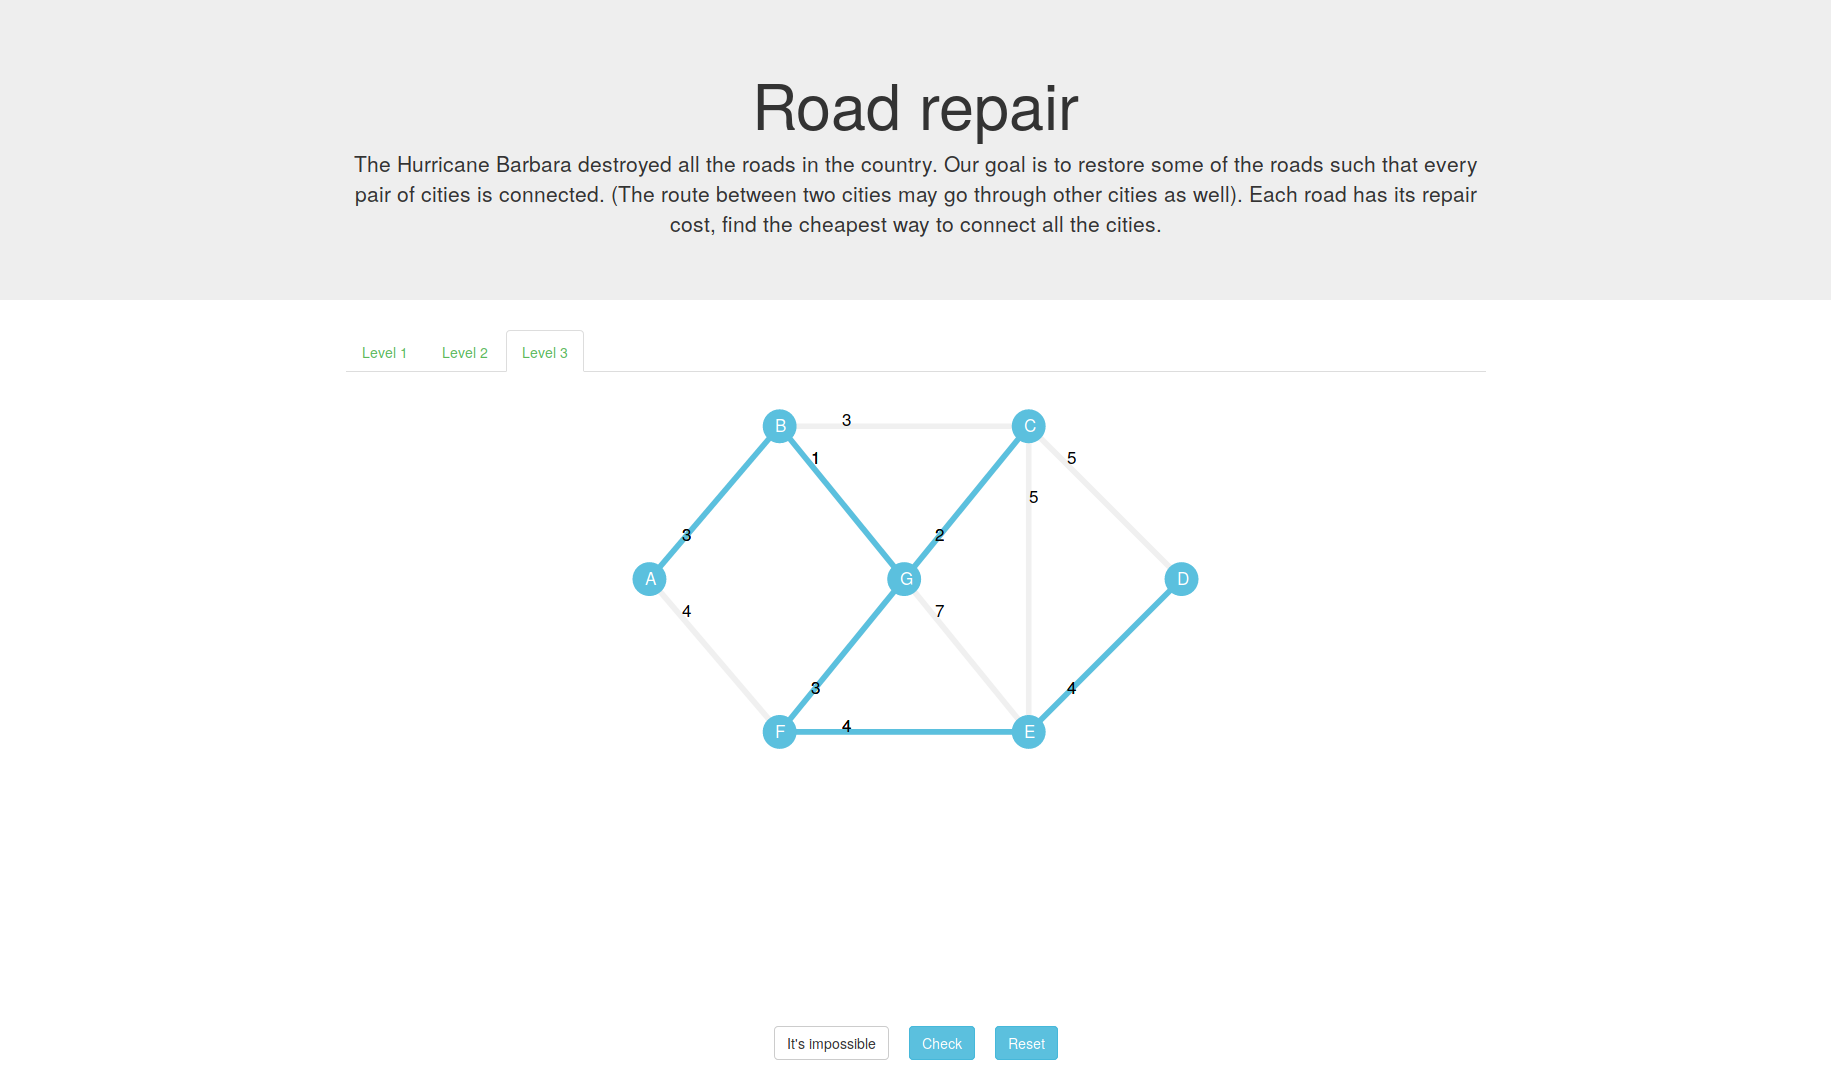 Road repair
The Hurricane Barbara destroyed all the roads in the country. Our goal is to restore some of the roads such that every
pair of cities is connected. (The route between two cities may go through other cities as well). Each road has its repair
cost, find the cheapest way to connect all the cities.
Level 1 Level 2 Level 3
B 3 C
1 5
5
3 2
A G D
4 7
3 4
F 4 E
It's impossible Check Reset